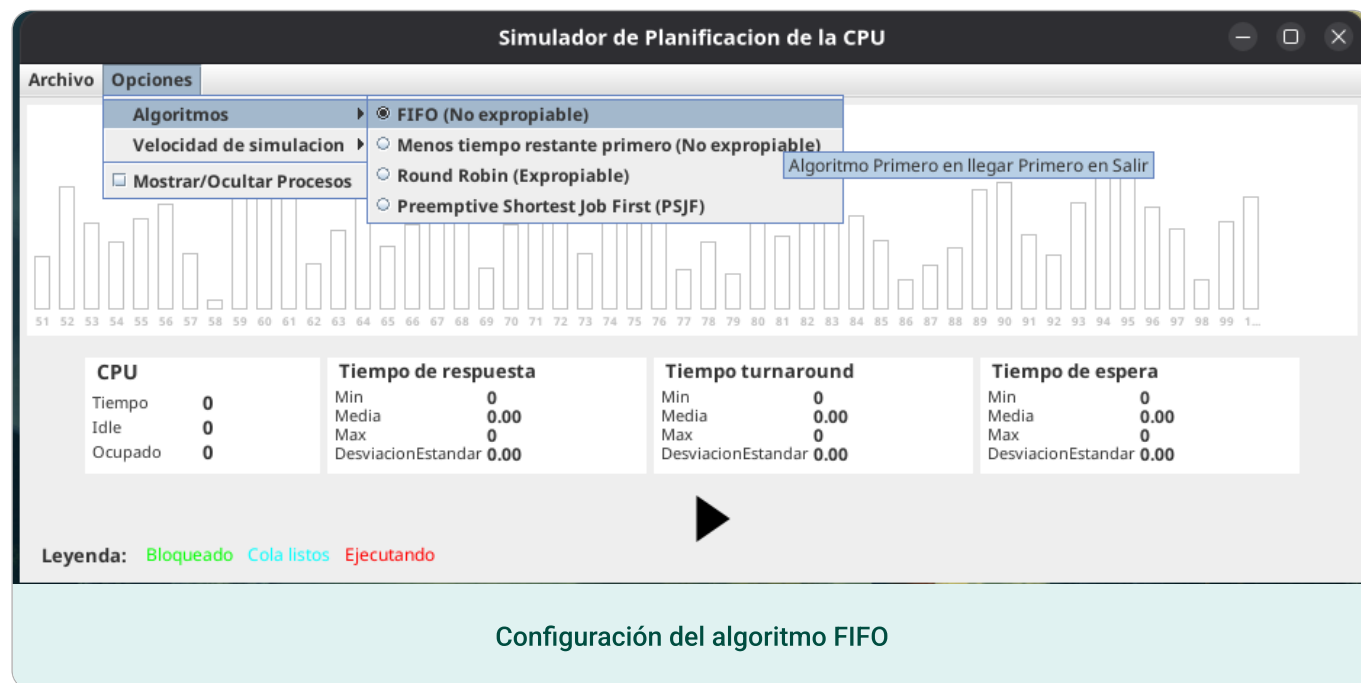 Simulador de Planificacion de la CPU
Archivo Opciones
Algoritmos
Velocidad de simulacion
Mostrar/Ocultar Procesos
FIFO (No expropiable)
Menos tiempo restante primero (No expropiable)
Round Robin (Expropiable)
Preemptive Shortest Job First (PSJF)
Algoritmo Primero en llegar Primero en Salir
51 52 53 54 55 56 57 58 59 60 61 62 63 64 65 66 67 68 69 70 71 72 73 74 75 76 77 78 79 80 81 82 83 84 85 86 87 88 89 90 91 92 93 94 95 96 97 98 99 1...
CPU
Tiempo 0
Idle 0
Ocupado 0
Tiempo de respuesta
Min 0
Media 0.00
Max 0
DesviacionEstandar 0.00
Tiempo turnaround
Min 0
Media 0.00
Max 0
DesviacionEstandar 0.00
Tiempo de espera
Min 0
Media 0.00
Max 0
DesviacionEstandar 0.00
Leyenda: Bloqueado Cola listos Ejecutando
Configuración del algoritmo FIFO